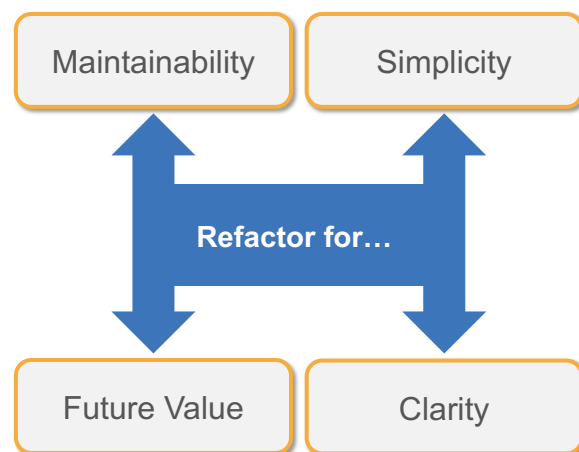 Maintainability
Simplicity
Refactor for…
Future Value
Clarity